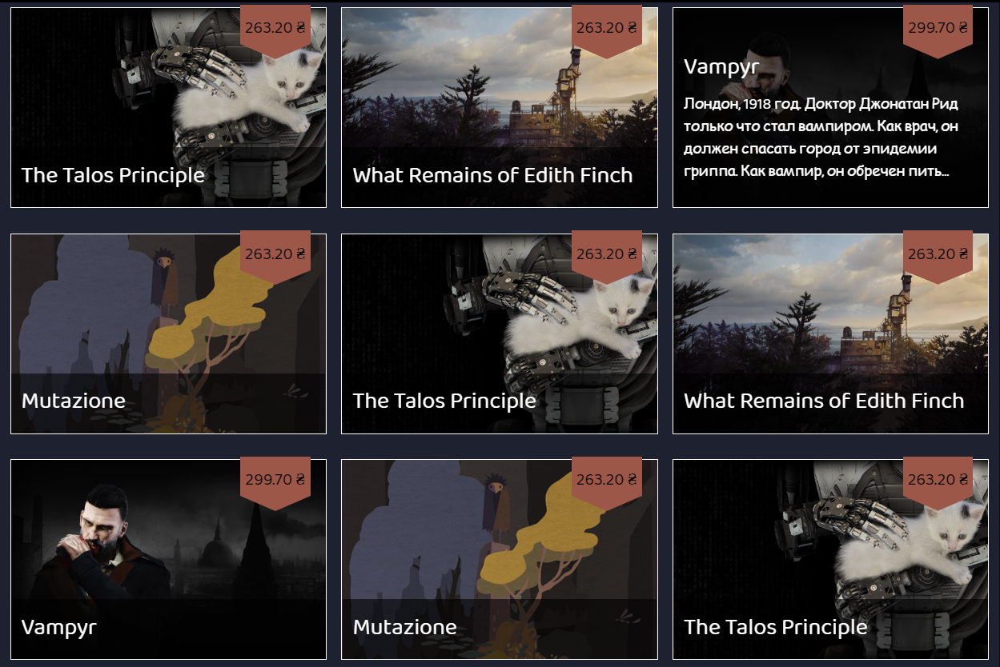 263.20 ₴
The Talos Principle
263.20 ₴
What Remains of Edith Finch
299.70 ₴
Vampyr
Лондон, 1918 год. Доктор Джонатан Рид
только что стал вампиром. Как врач, он
должен спасать город от эпидемии
гриппа. Как вампир, он обречен пить...
263.20 ₴
Mutazione
263.20 ₴
The Talos Principle
263.20 ₴
What Remains of Edith Finch
299.70 ₴
Vampyr
263.20 ₴
Mutazione
263.20 ₴
The Talos Principle